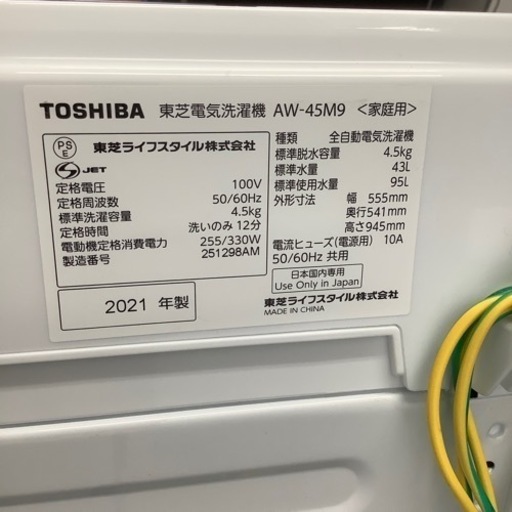 TOSHIBA 東芝電気洗濯機 AW-45M9 <家庭用>
PS
E
東芝ライフスタイル株式会社
S JET
定格電圧 100V
定格周波数 50/60Hz
標準洗濯容量 4.5kg
定格時間 洗いのみ 12分
電動機定格消費電力 255/330W
製造番号 251298AM
2021 年製
種類 全自動電気洗濯機
標準脱水容量 4.5kg
標準水量 43L
標準使用水量 95L
外形寸法 幅 555mm
奥行541mm
高さ945mm
電流ヒューズ(電源用) 10A
50/60Hz 共用
日本国内専用
Use Only in Japan
東芝ライフスタイル株式会社
MADE IN CHINA